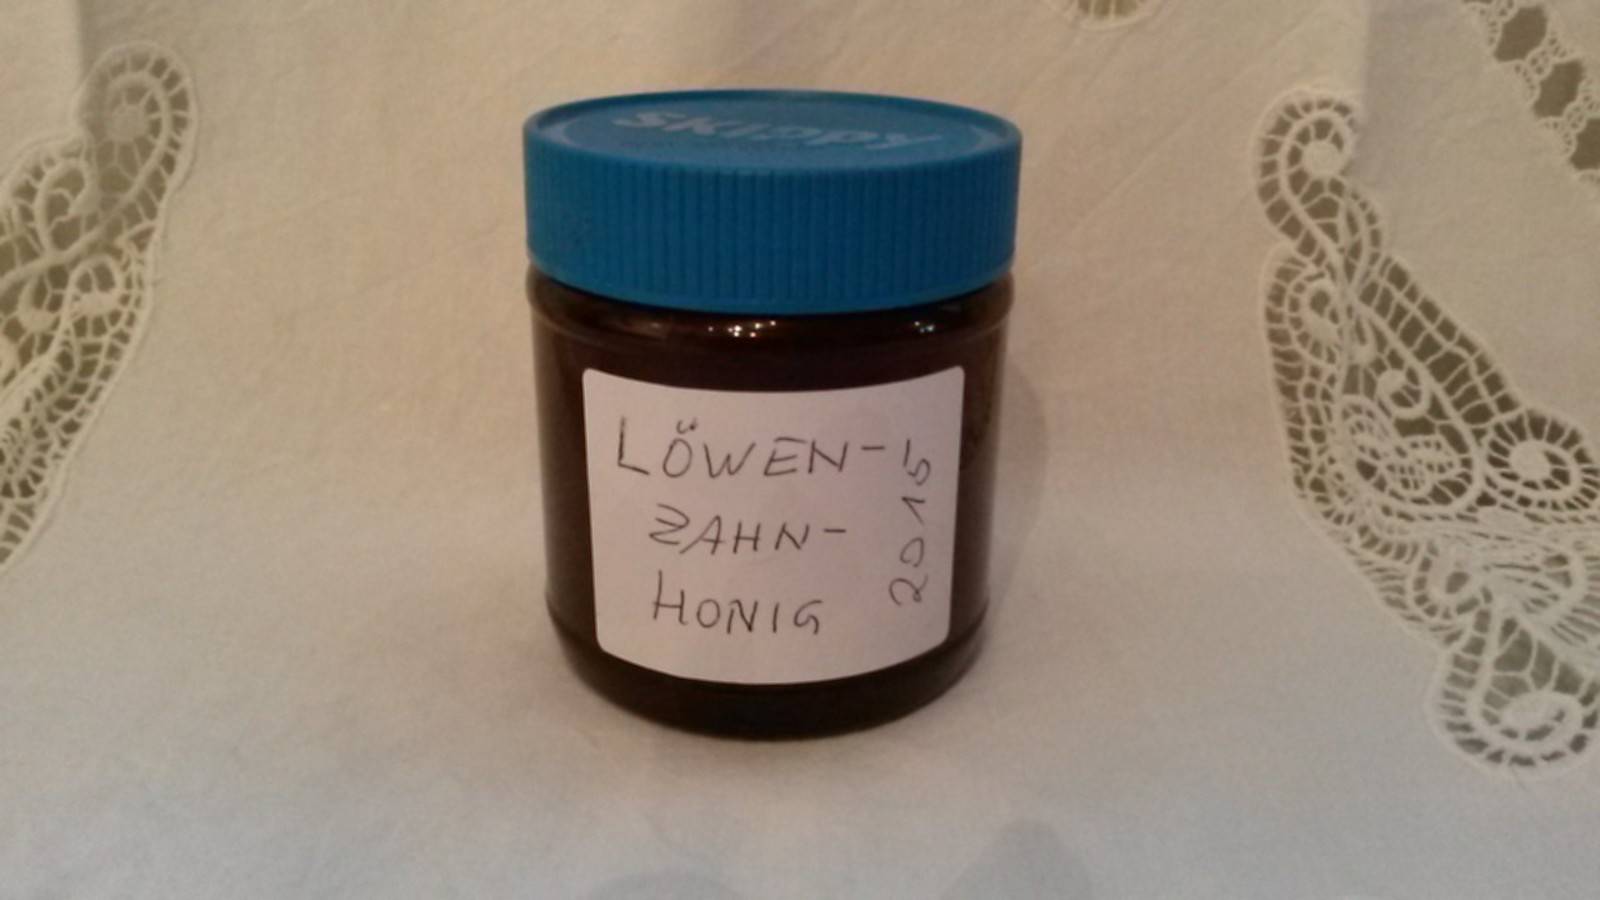 Skippy
LÖWEN-
ZAHN-
HONIG
2015